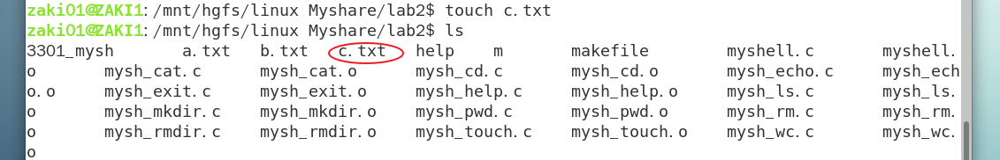 zaki01@ZAKI1:/mnt/hgfs/linux Myshare/lab2$ touch c.txt
zaki01@ZAKI1:/mnt/hgfs/linux Myshare/lab2$ ls
3301_mysh a.txt b.txt c.txt help m makefile myshell.c myshell.
o mysh_cat.c mysh_cat.o mysh_cd.c mysh_cd.o mysh_echo.c mysh_ech
o.o mysh_exit.c mysh_exit.o mysh_help.c mysh_help.o mysh_ls.c mysh_ls.
o mysh_mkdir.c mysh_mkdir.o mysh_pwd.c mysh_pwd.o mysh_rm.c mysh_rm.
o mysh_rmdir.c mysh_rmdir.o mysh_touch.c mysh_touch.o mysh_wc.c mysh_wc.
o